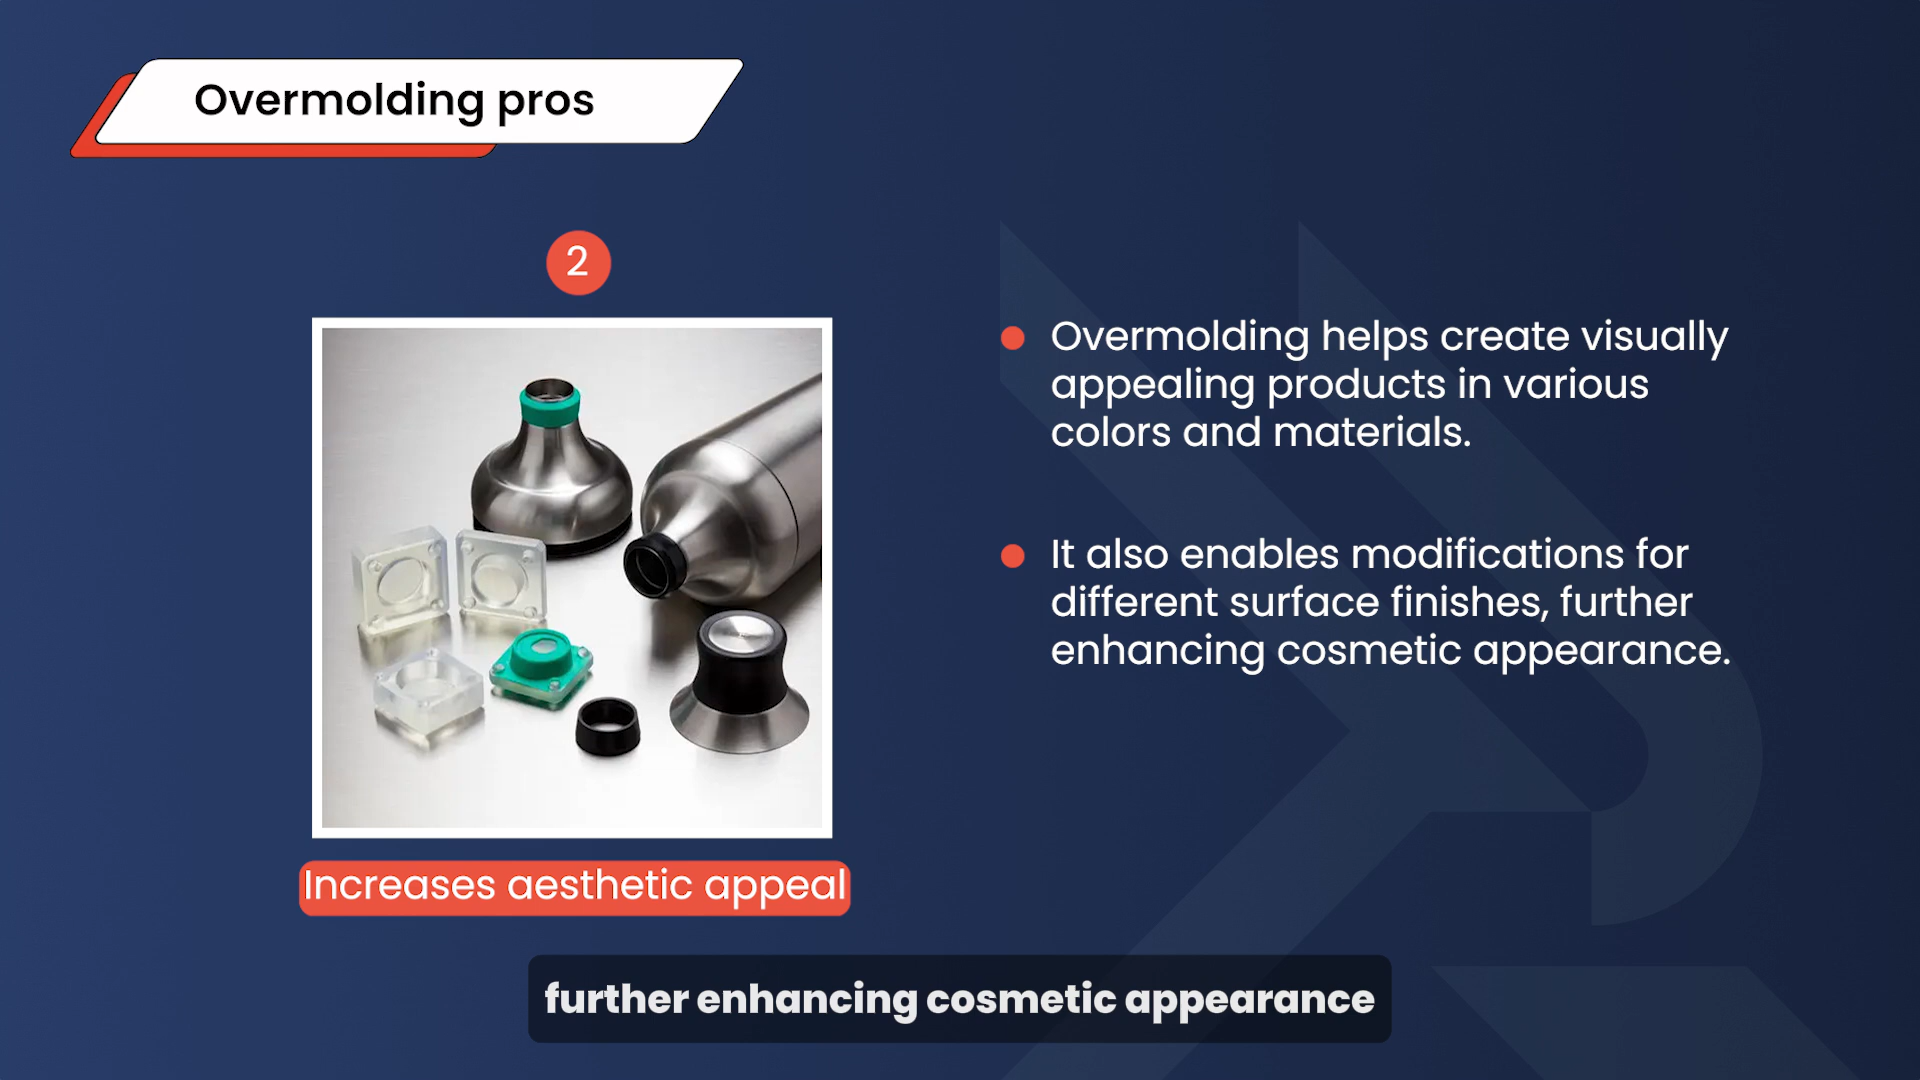 Overmolding pros
2
Increases aesthetic appeal
Overmolding helps create visually
appealing products in various
colors and materials.
It also enables modifications for
different surface finishes, further
enhancing cosmetic appearance.
further enhancing cosmetic appearance